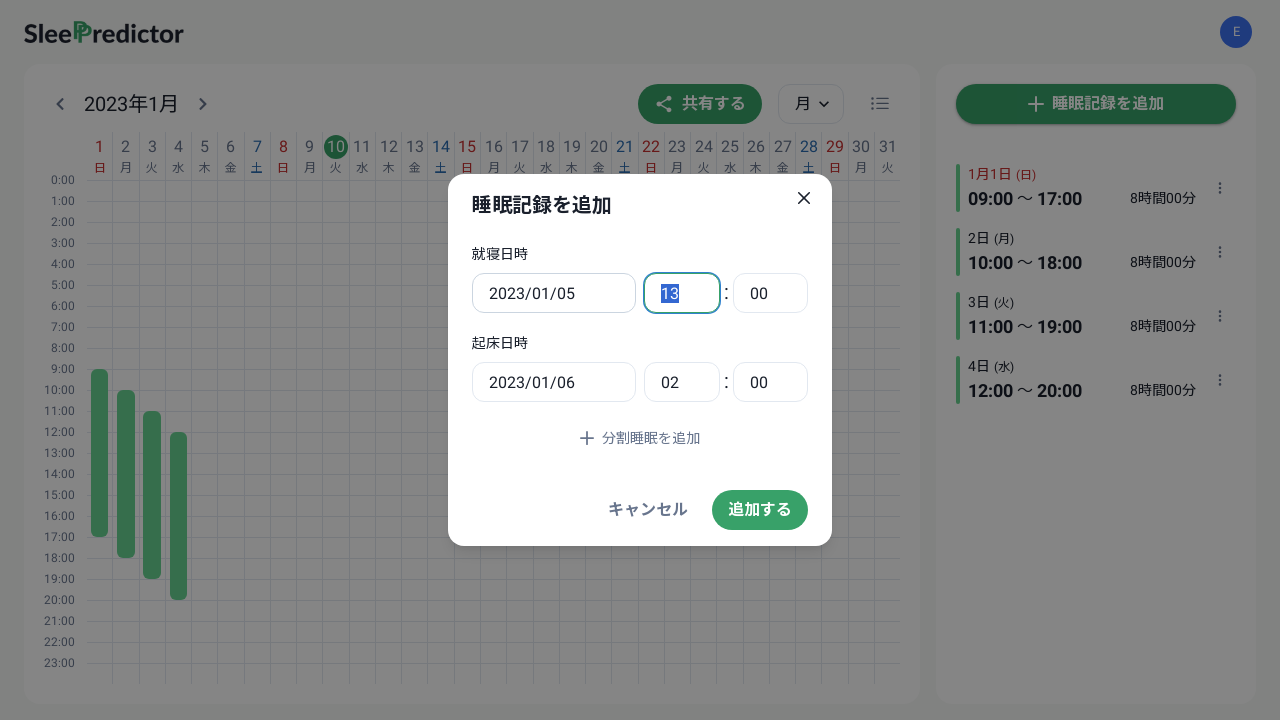 SleePredictor
E
2023年1月
共有する
月
睡眠記録を追加
1 2 3 4 5 6 7 8 9 10 11 12 13 14 15 16 17 18 19 20 21 22 23 24 25 26 27 28 29 30 31
日 月 火 水 木 金 土 日 月 火 水 木 金 土 日 月 火 水 木 金 土 日 月 火 水 木 金 土 日 月 火
0:00
1:00
2:00
3:00
4:00
5:00
6:00
7:00
8:00
9:00
10:00
11:00
12:00
13:00
14:00
15:00
16:00
17:00
18:00
19:00
20:00
21:00
22:00
23:00
睡眠記録を追加
就寝日時
2023/01/05 13 : 00
起床日時
2023/01/06 02 : 00
分割睡眠を追加
キャンセル 追加する
1月1日 (日)
09:00 〜 17:00 8時間00分
2日 (月)
10:00 〜 18:00 8時間00分
3日 (火)
11:00 〜 19:00 8時間00分
4日 (水)
12:00 〜 20:00 8時間00分